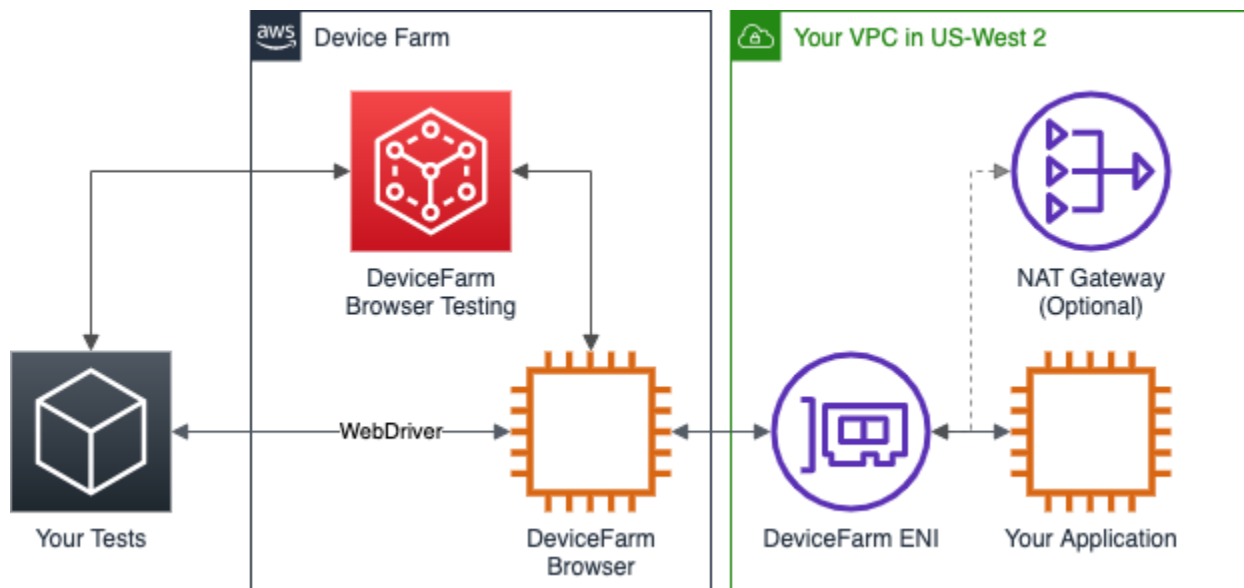 aws
Device Farm
Your VPC in US-West 2
DeviceFarm
Browser Testing
NAT Gateway
(Optional)
WebDriver
Your Tests
DeviceFarm
Browser
DeviceFarm ENI
Your Application